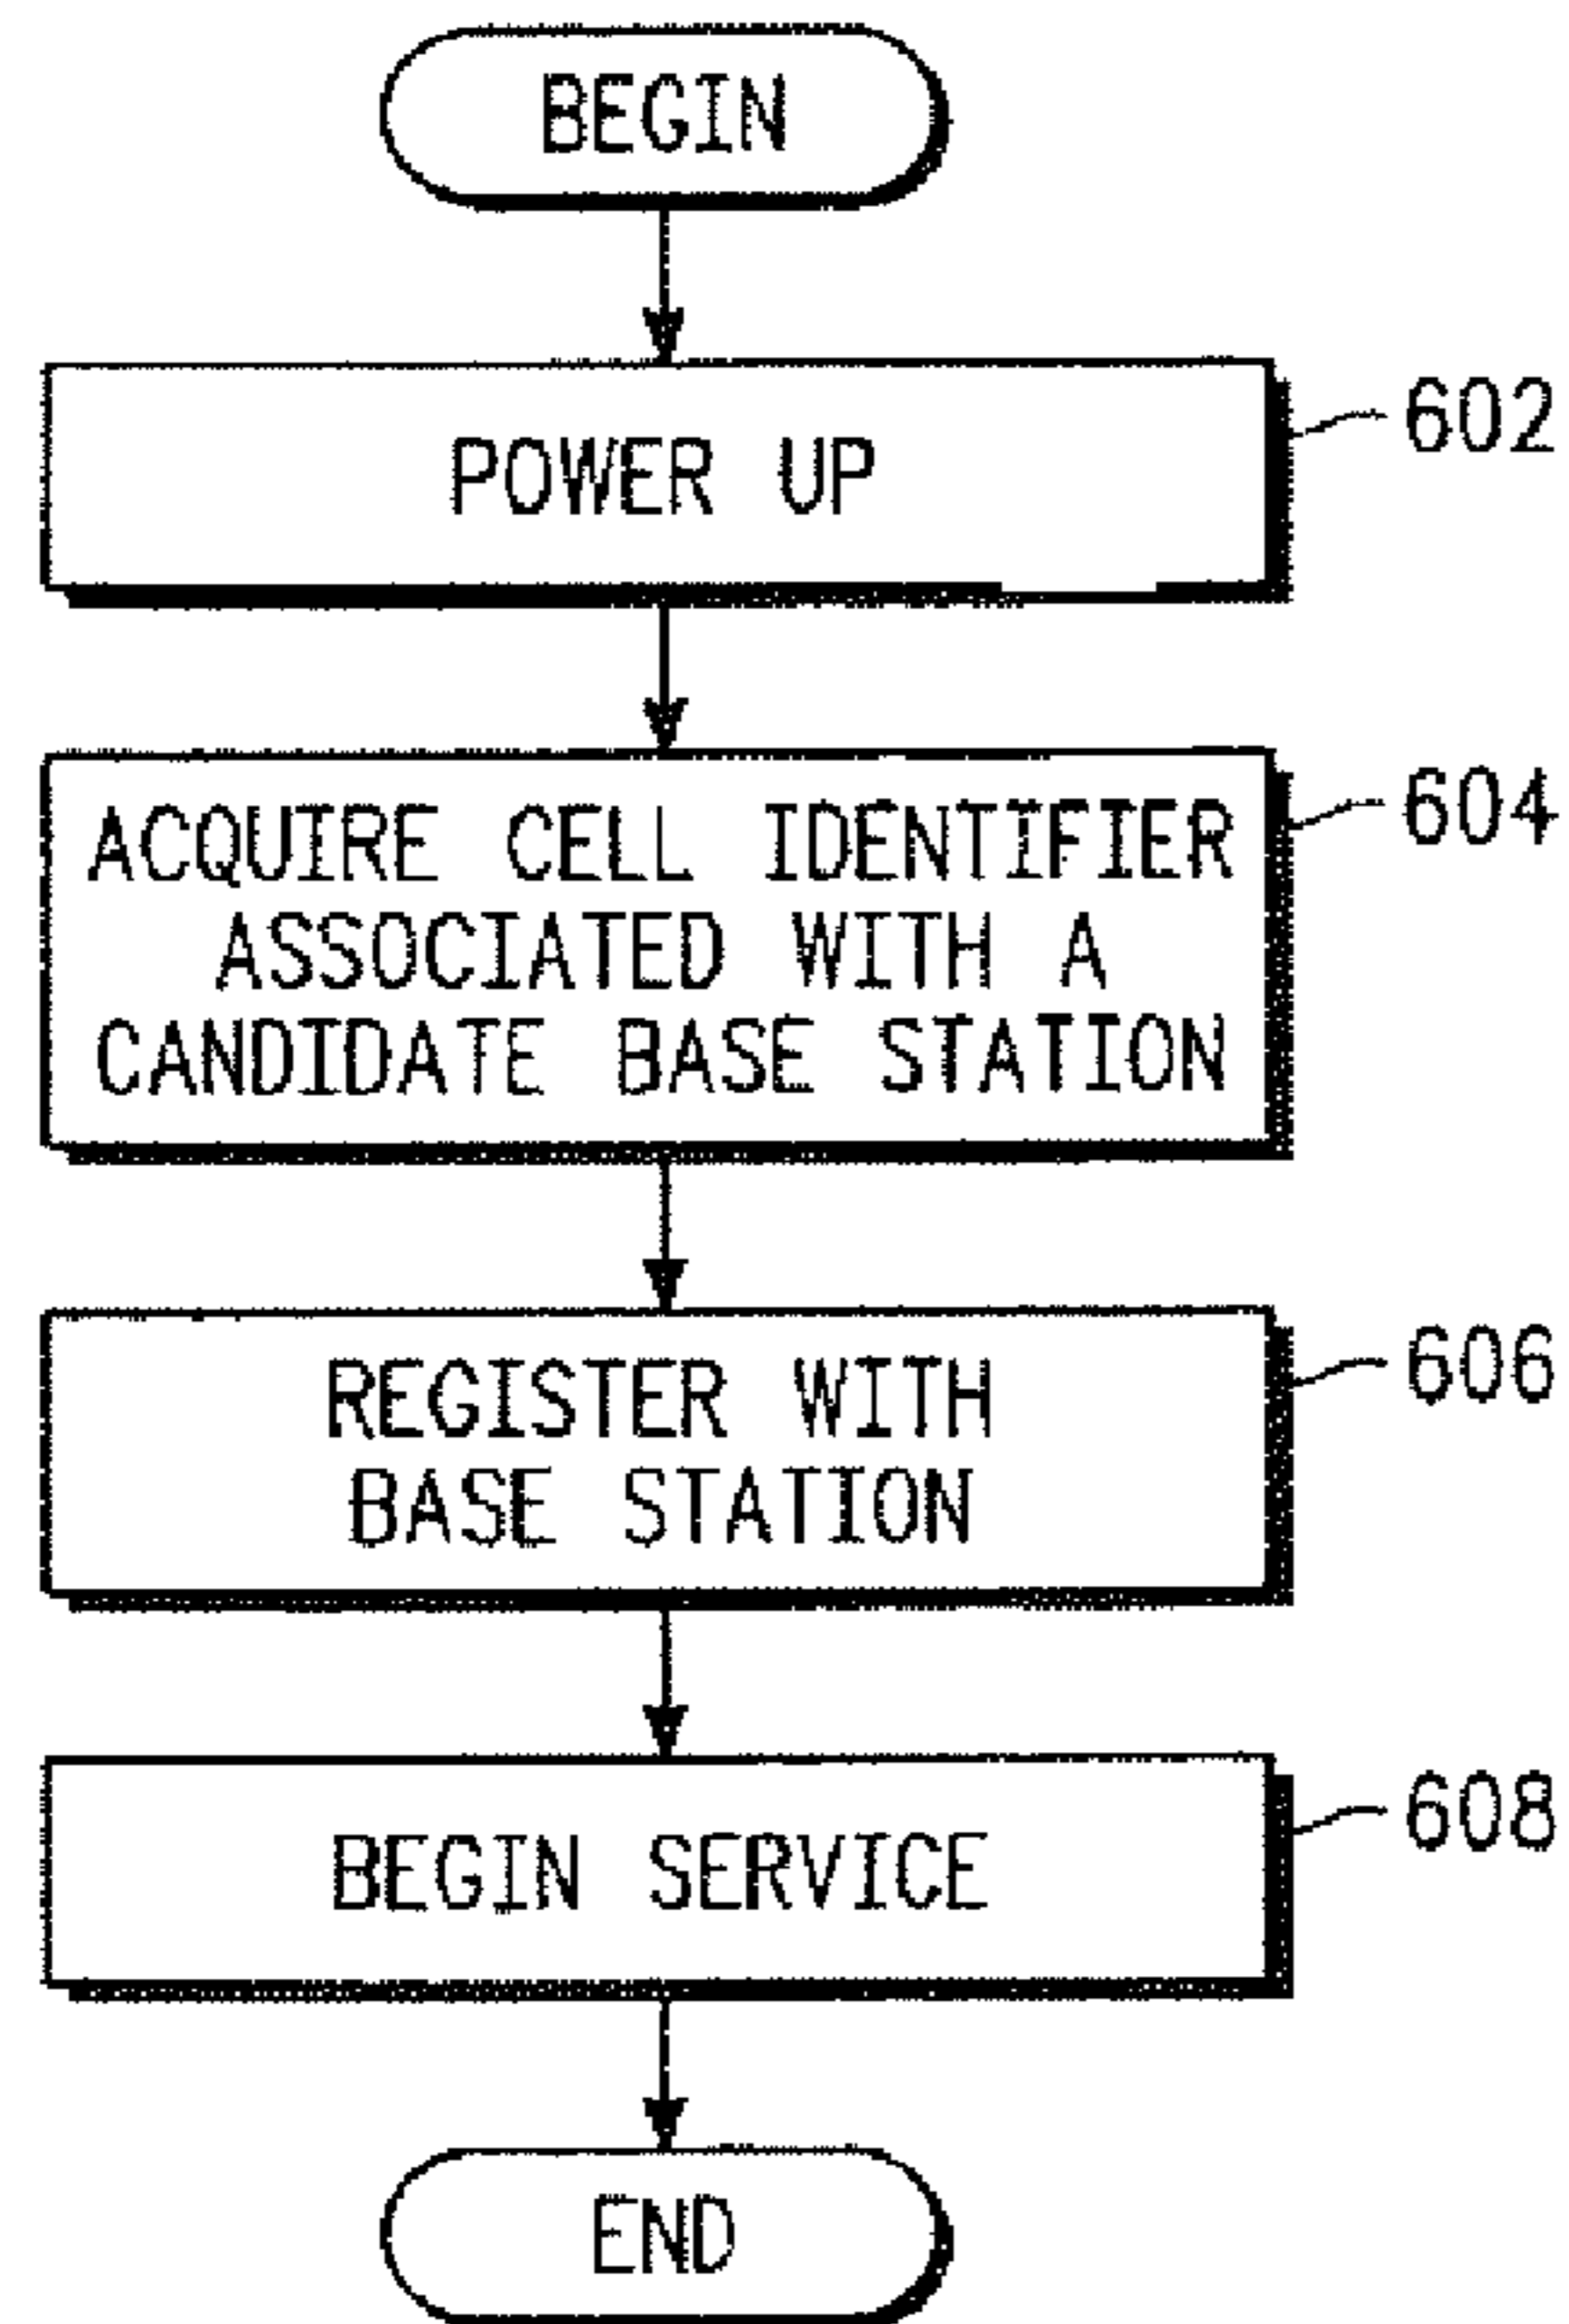 BEGIN
POWER UP
602
ACQUIRE CELL IDENTIFIER
ASSOCIATED WITH A
CANDIDATE BASE STATION
604
REGISTER WITH
BASE STATION
606
BEGIN SERVICE
608
END